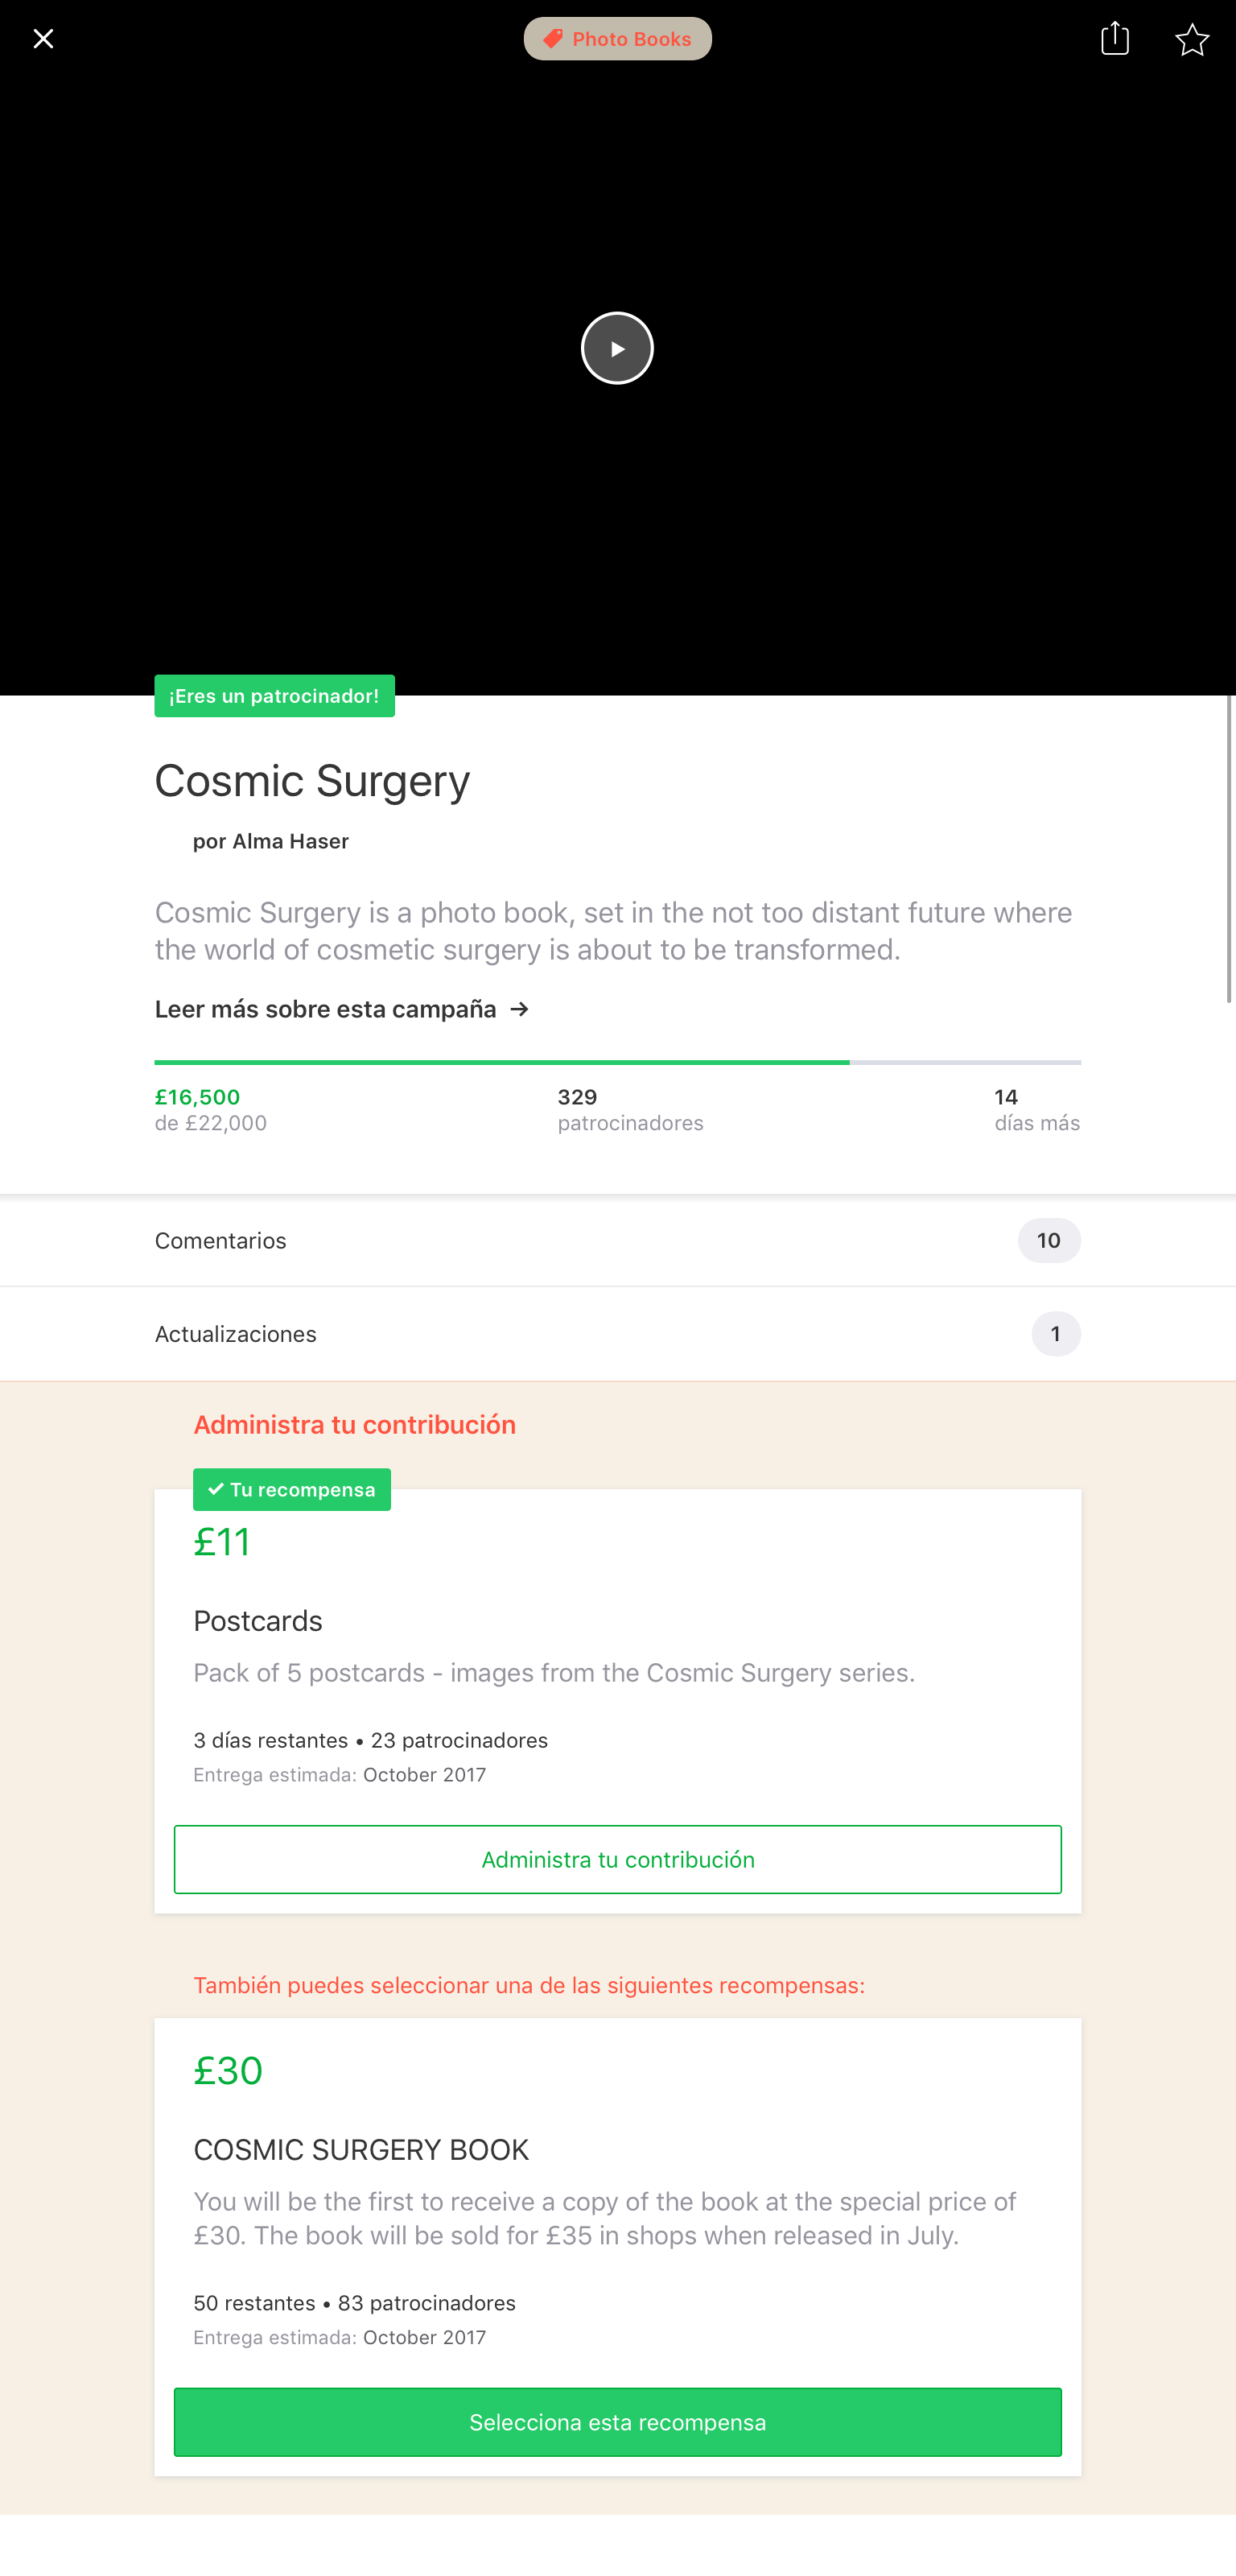 Photo Books
¡Eres un patrocinador!
Cosmic Surgery
por Alma Haser
Cosmic Surgery is a photo book, set in the not too distant future where
the world of cosmetic surgery is about to be transformed.
Leer más sobre esta campaña →
£16,500
de £22,000
329
patrocinadores
14
días más
Comentarios
10
Actualizaciones
1
Administra tu contribución
Tu recompensa
£11
Postcards
Pack of 5 postcards - images from the Cosmic Surgery series.
3 días restantes • 23 patrocinadores
Entrega estimada: October 2017
Administra tu contribución
También puedes seleccionar una de las siguientes recompensas:
£30
COSMIC SURGERY BOOK
You will be the first to receive a copy of the book at the special price of
£30. The book will be sold for £35 in shops when released in July.
50 restantes • 83 patrocinadores
Entrega estimada: October 2017
Selecciona esta recompensa